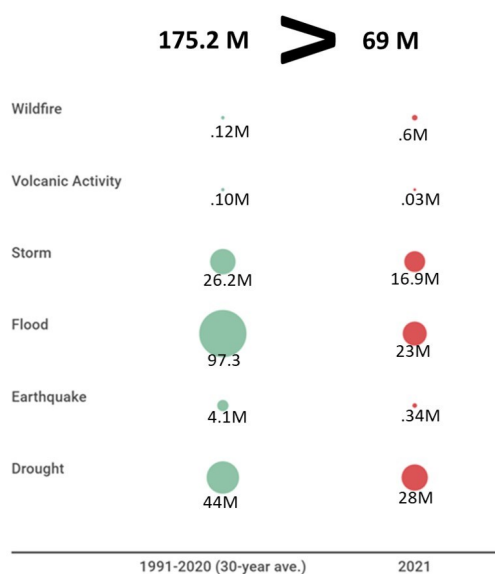 175.2 M > 69 M
Wildfire
.12M .6M
Volcanic Activity
.10M .03M
Storm
26.2M 16.9M
Flood
97.3 23M
Earthquake
4.1M .34M
Drought
44M 28M
1991-2020 (30-year ave.) 2021